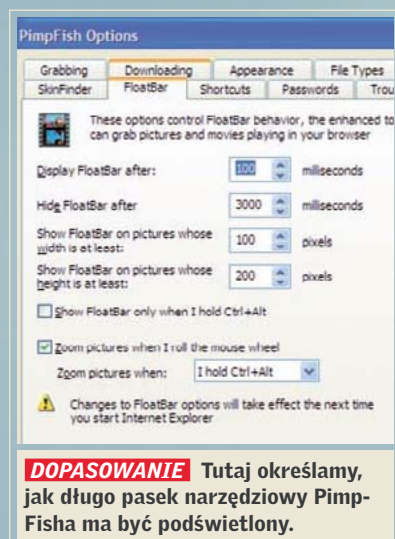 PimpFish Options
Grabbing Downloading Appearance File Types
SkinFinder FloatBar Shortcuts Passwords Trou
These options control FloatBar behavior, the enhanced to
can grab pictures and movies playing in your browser
Display FloatBar after: 100 milliseconds
Hide FloatBar after 3000 milliseconds
Show FloatBar on pictures whose
width is at least: 100 pixels
Show FloatBar on pictures whose
height is at least: 200 pixels
Show FloatBar only when I hold Ctrl+Alt
Zoom pictures when I roll the mouse wheel
Zoom pictures when: I hold Ctrl+Alt
Changes to FloatBar options will take effect the next time
you start Internet Explorer
DOPASOWANIE Tutaj określamy,
jak długo pasek narzędziowy Pimp-
Fisha ma być podświetlony.